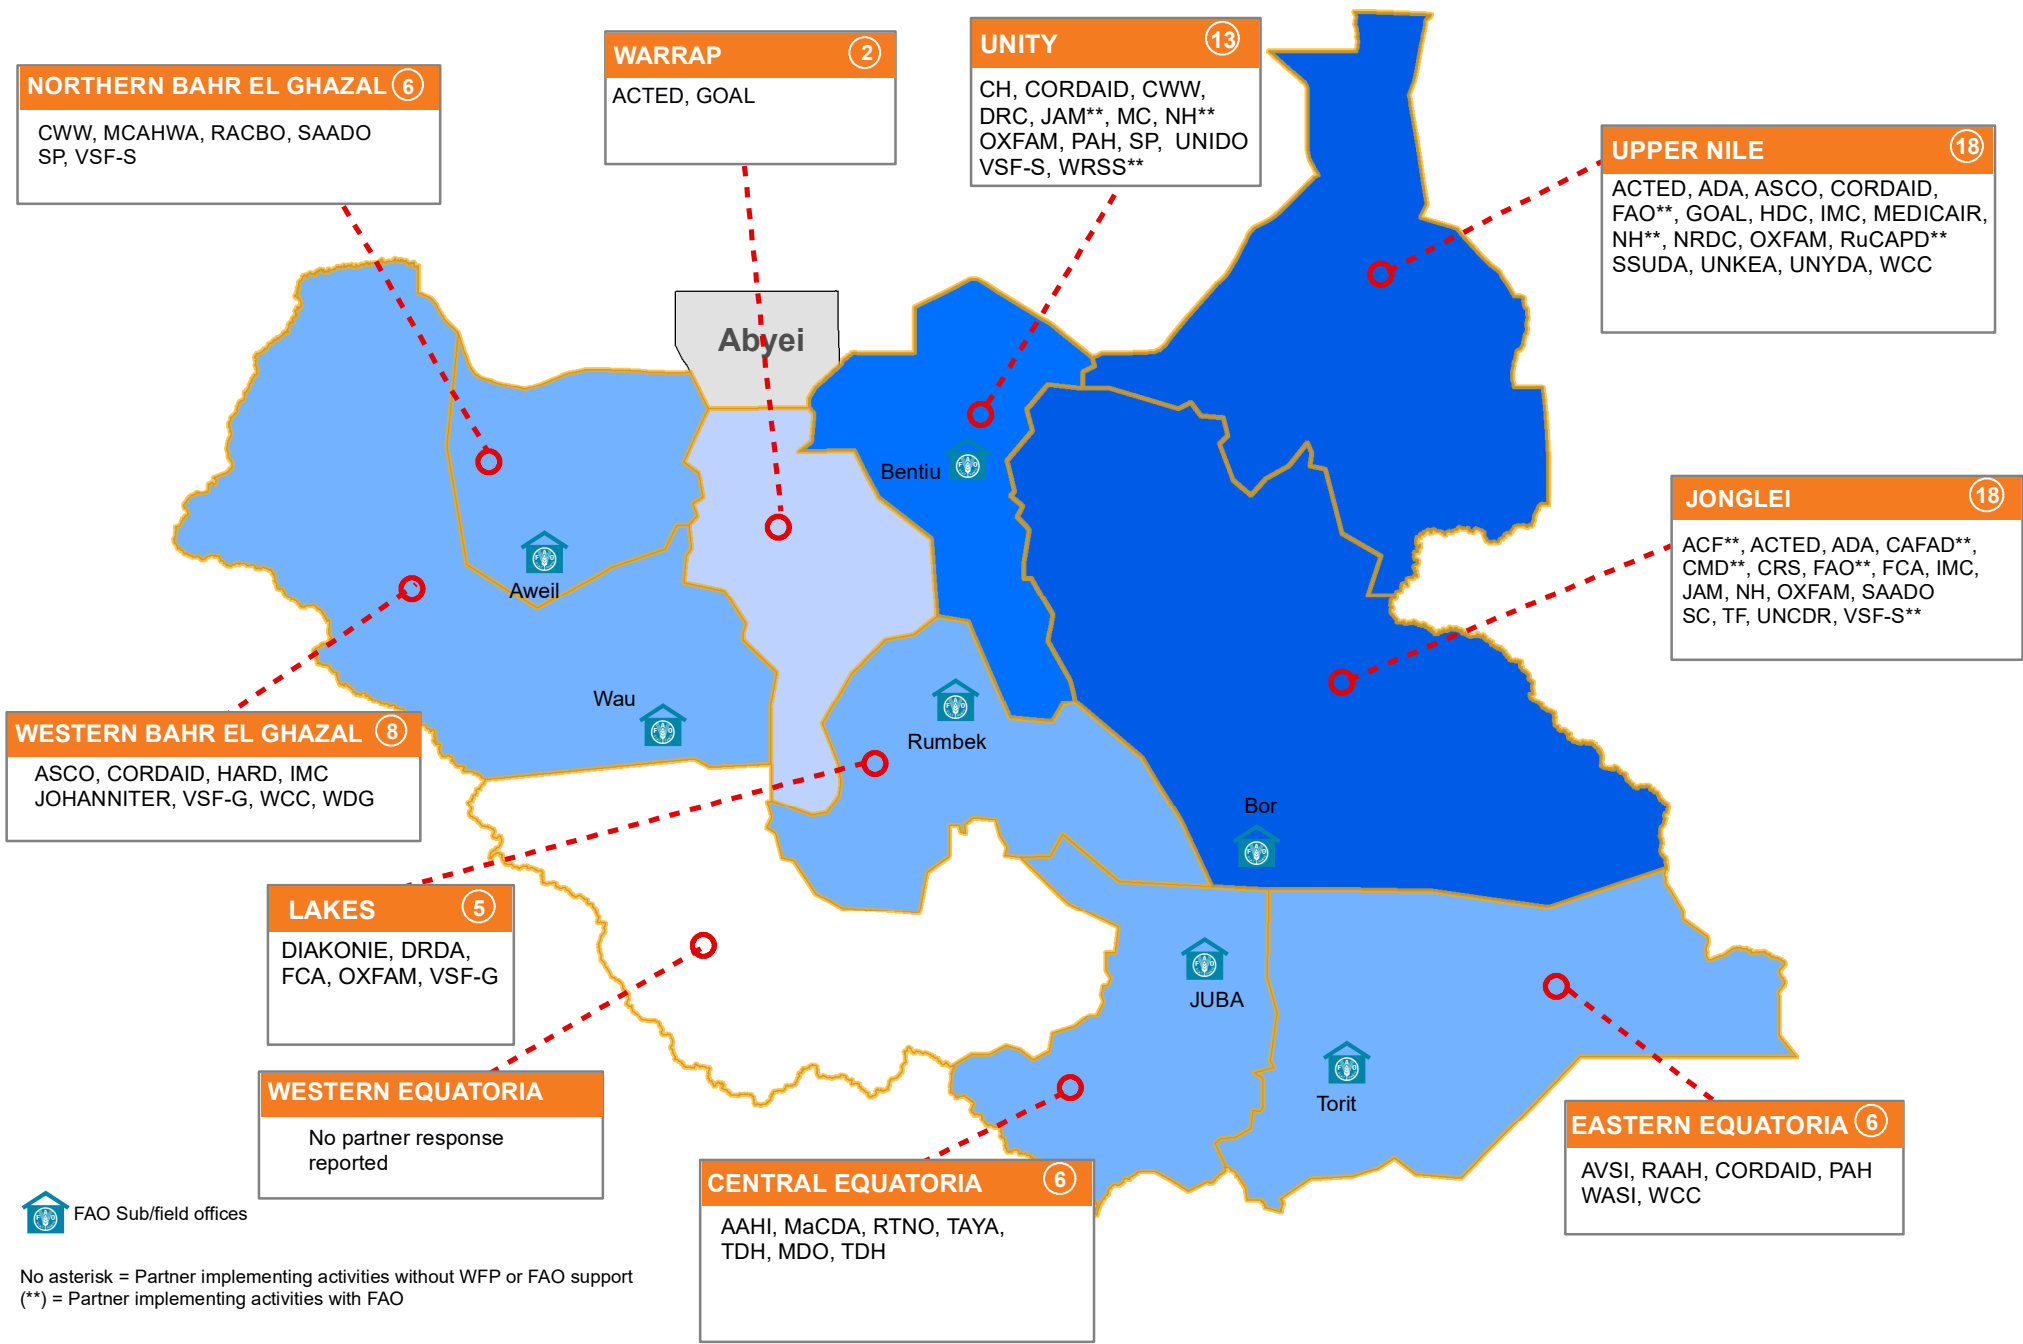 NORTHERN BAHR EL GHAZAL 6
CWW, MCAHWA, RACBO, SAADO
SP, VSF-S
WARRAP 2
ACTED, GOAL
UNITY 13
CH, CORDAID, CWW,
DRC, JAM**, MC, NH**
OXFAM, PAH, SP, UNIDO
VSF-S, WRSS**
UPPER NILE 18
ACTED, ADA, ASCO, CORDAID,
FAO**, GOAL, HDC, IMC, MEDICAIR,
NH**, NRDC, OXFAM, RuCAPD**
SSUDA, UNKEA, UNYDA, WCC
Abyei
Bentiu
Aweil
JONGLEI 18
ACF**, ACTED, ADA, CAFAD**,
CMD**, CRS, FAO**, FCA, IMC,
JAM, NH, OXFAM, SAADO
SC, TF, UNCDR, VSF-S**
Wau
Rumbek
WESTERN BAHR EL GHAZAL 8
ASCO, CORDAID, HARD, IMC
JOHANNITER, VSF-G, WCC, WDG
Bor
LAKES 5
DIAKONIE, DRDA,
FCA, OXFAM, VSF-G
JUBA
WESTERN EQUATORIA
No partner response
reported
Torit
CENTRAL EQUATORIA 6
AAHI, MaCDA, RTNO, TAYA,
TDH, MDO, TDH
EASTERN EQUATORIA 6
AVSI, RAAH, CORDAID, PAH
WASI, WCC
FAO Sub/field offices
No asterisk = Partner implementing activities without WFP or FAO support
(**) = Partner implementing activities with FAO